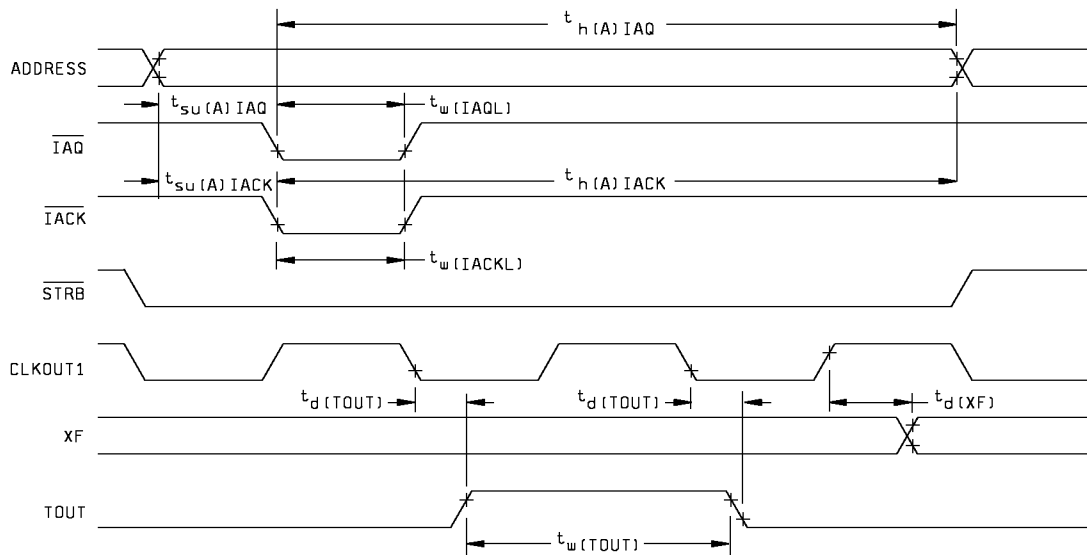 t h(A)IAQ
ADDRESS
t su(A)IAQ t w(IAQL)
IAQ
t su(A)IACK t h(A)IACK
IACK
t w(IACKL)
STRB
CLKOUT1
t d(TOUT) t d(TOUT) t d(XF)
XF
TOUT
t w(TOUT)